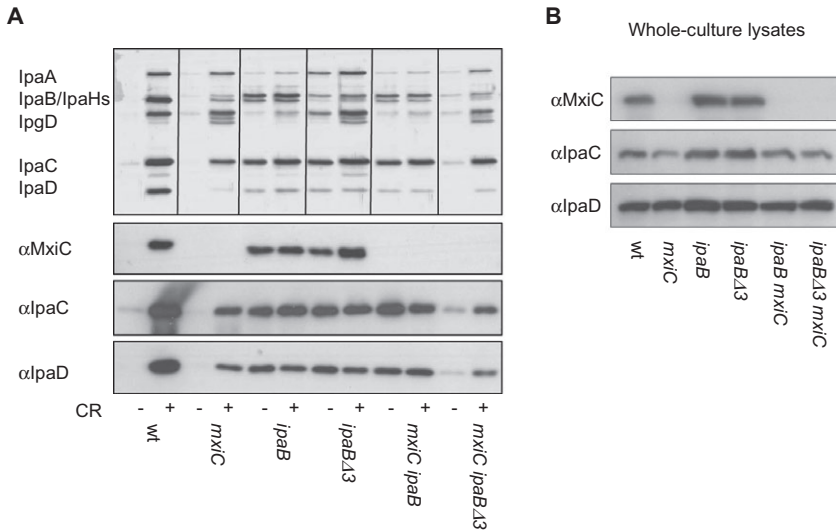 A
IpaA
IpaB/IpaHs
IpgD
IpaC
IpaD
αMxiC
αIpaC
αIpaD
CR - + - + - + - + - + - +
wt mxiC ipaB ipaBΔ3 mxiC ipaB mxiC ipaBΔ3
B
Whole-culture lysates
αMxiC
αIpaC
αIpaD
wt mxiC ipaB ipaBΔ3 ipaB mxiC ipaBΔ3 mxiC